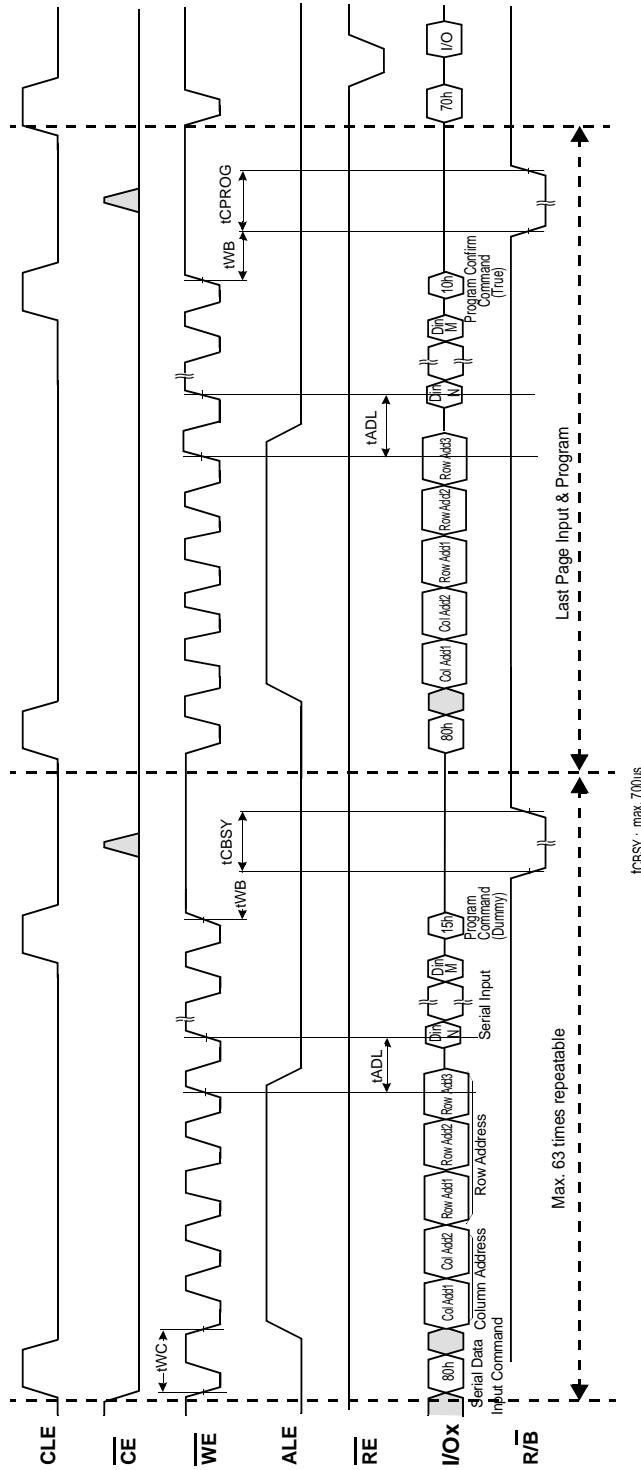 CLE
CE
WE
tWC
tWB
tWB
ALE
tADL
tCBSY
tADL
tCPROG
RE
I/Ox
80h
Col Add1
Col Add2
Row Add1
Row Add2
Row Add3
Din
N
Din
M
15h
80h
Col Add1
Col Add2
Row Add1
Row Add2
Row Add3
Din
N
Din
M
10h
70h
I/O
Serial Data
Input Command
Column Address
Row Address
Serial Input
Program
Command
(Dummy)
Program Confirm
Command
(True)
R/B
Max. 63 times repeatable
Last Page Input & Program
tCBSY : max. 700us